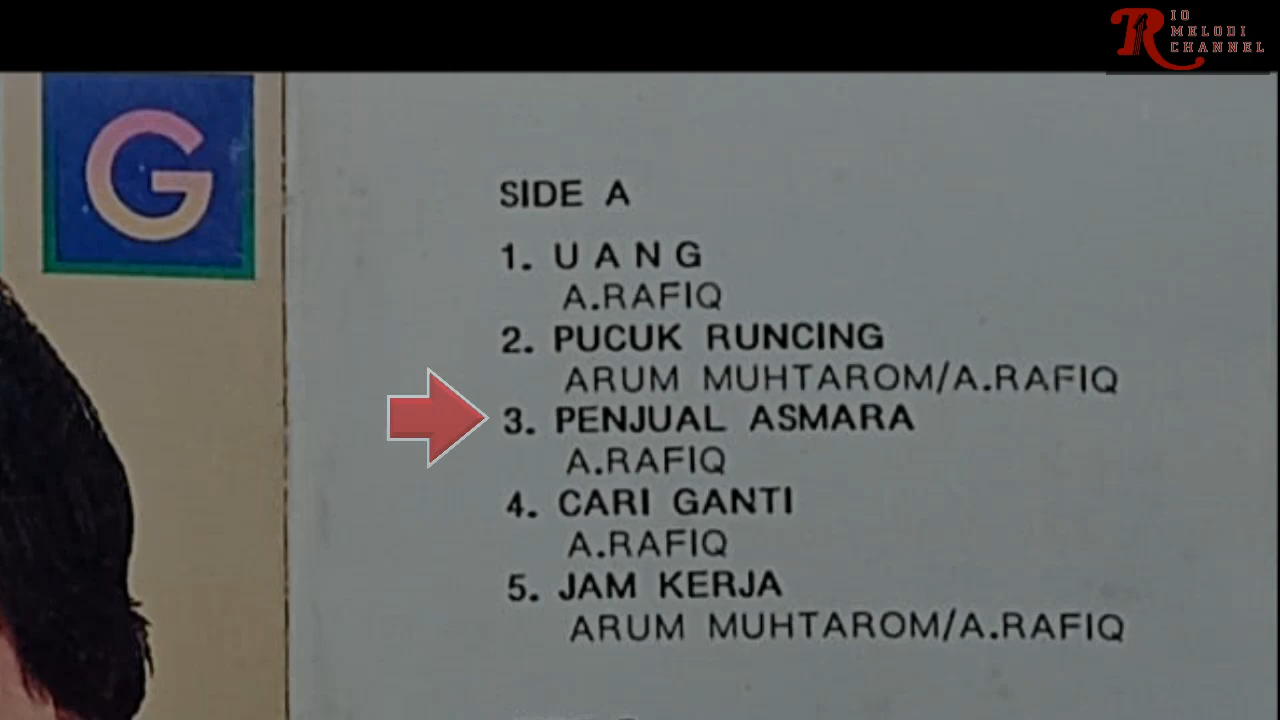 RIO
MELODI
CHANNEL
G
SIDE A
1. U A N G
A.RAFIQ
2. PUCUK RUNCING
ARUM MUHTAROM/A.RAFIQ
3. PENJUAL ASMARA
A.RAFIQ
4. CARI GANTI
A.RAFIQ
5. JAM KERJA
ARUM MUHTAROM/A.RAFIQ